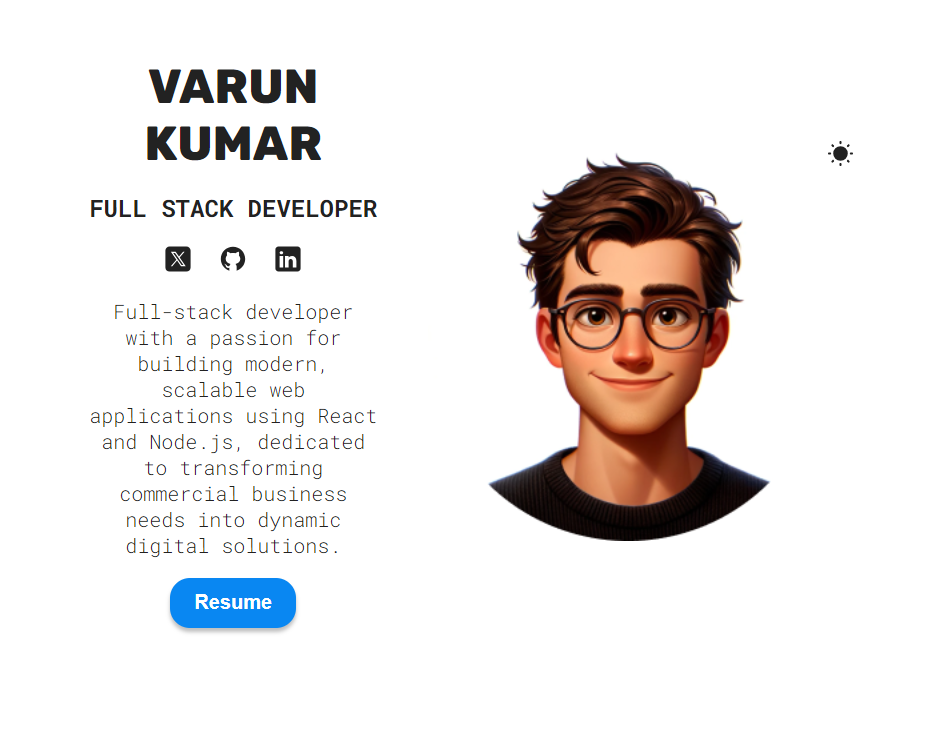 VARUN
KUMAR
FULL STACK DEVELOPER
Full-stack developer
with a passion for
building modern,
scalable web
applications using React
and Node.js, dedicated
to transforming
commercial business
needs into dynamic
digital solutions.
Resume